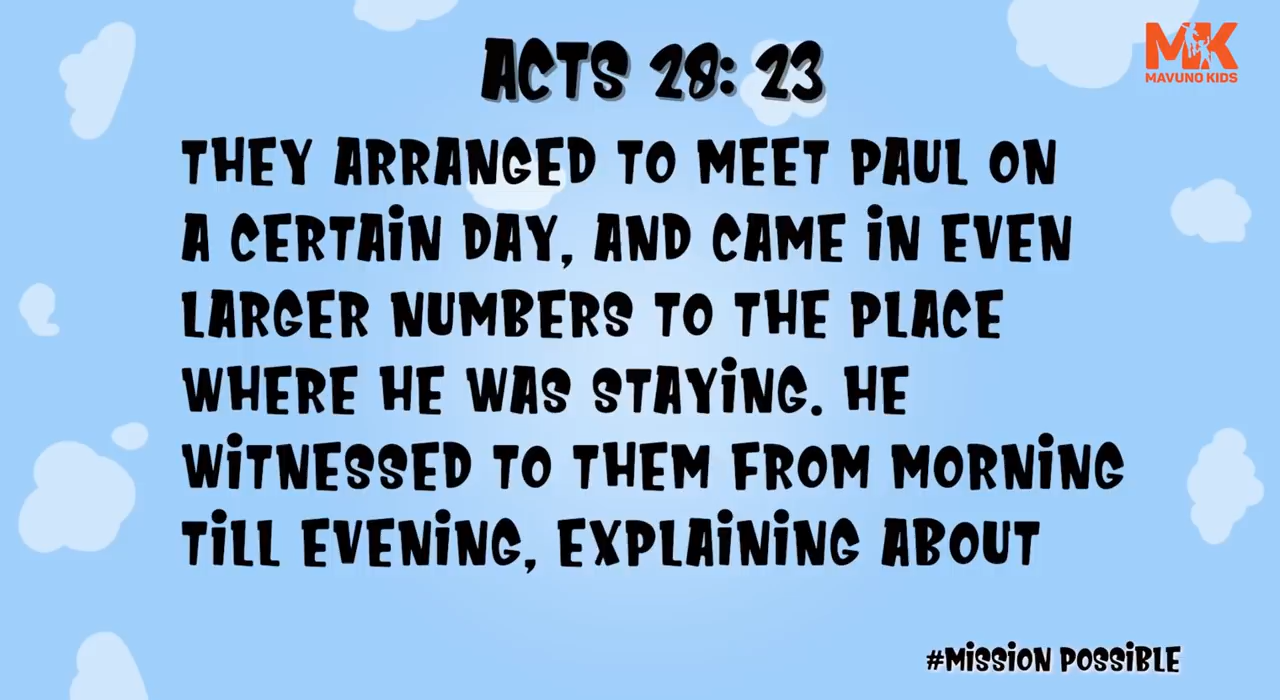 ACTS 28: 23
MK
MAVUNO KIDS
THEY ARRANGED TO MEET PAUL ON
A CERTAiN DAY, AND CAME iN EVEN
LARGER NUMBERS TO THE PLACE
WHERE HE WAS STAYiNG. HE
WiTNESSED TO THEM FROM MORNiNG
TiLL EVENiNG, EXPLAiNiNG ABOUT
#MiSSiON POSSiBLE